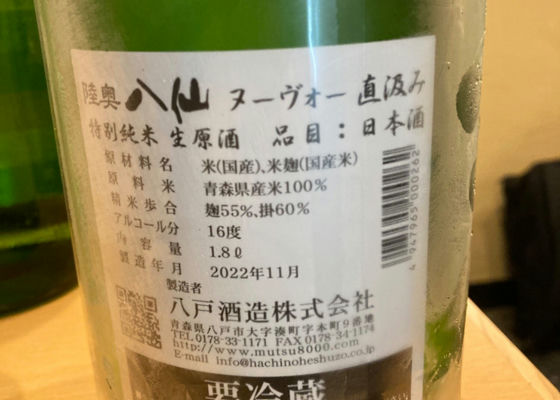 陸奥 八仙 ヌーヴォー 直汲み
特別純米 生原酒 品目：日本酒
原材料名 米(国産)、米麹(国産米)
原料米 青森県産米100%
精米歩合 麹55%、掛60%
アルコール分 16度
内容量 1.8ℓ
製造年月 2022年11月
製造者
八戸酒造株式会社
青森県八戸市大字湊町字本町9番地
TEL 0178-33-1171 FAX 0178-34-1174
http://www.mutsu8000.com
E-mail info@hachinoheshuzo.co.jp
要冷蔵
4 947965 000262